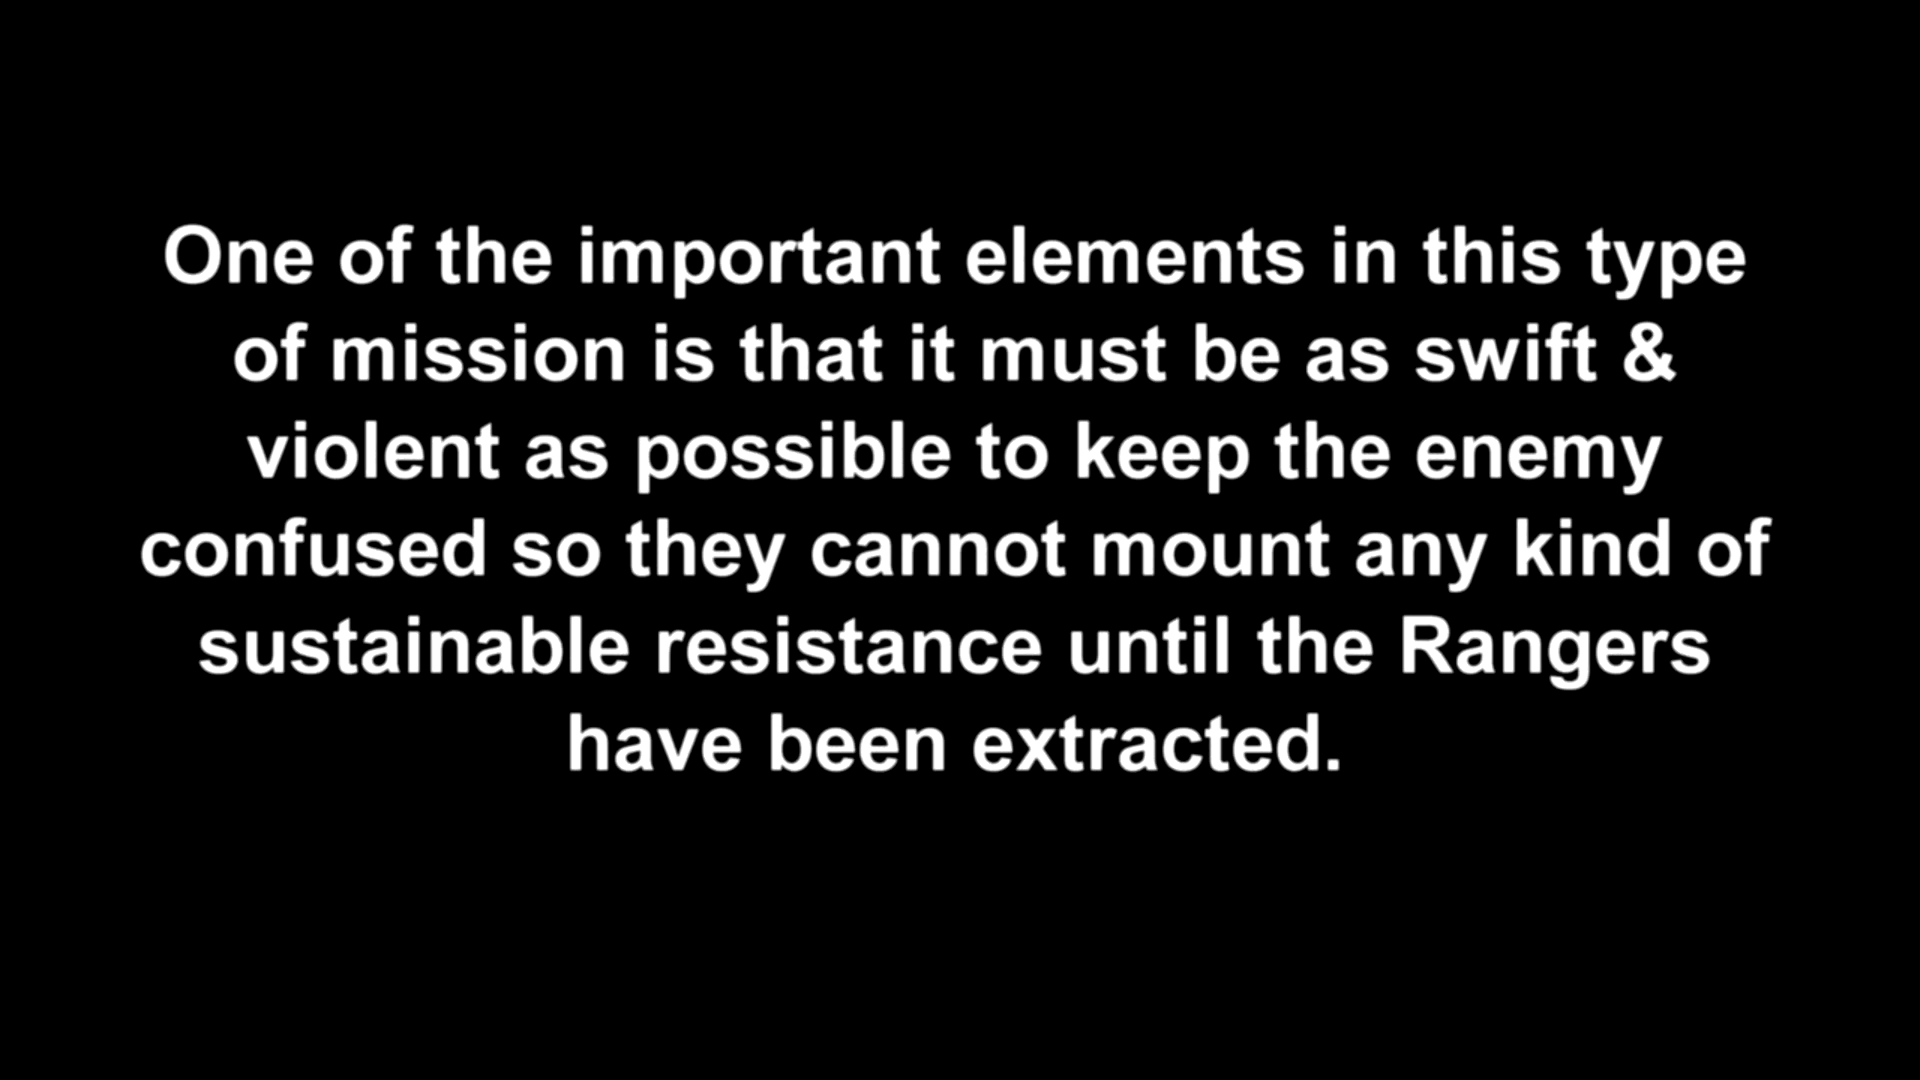 One of the important elements in this type
of mission is that it must be as swift &
violent as possible to keep the enemy
confused so they cannot mount any kind of
sustainable resistance until the Rangers
have been extracted.